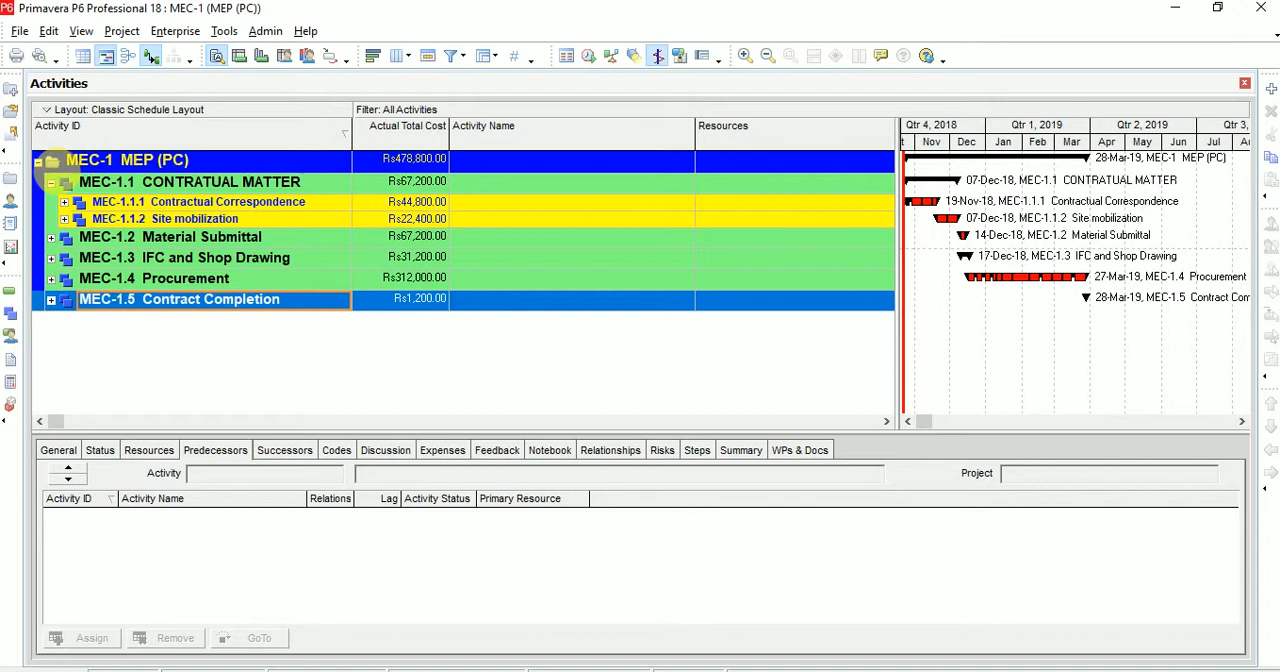 P6 Primavera P6 Professional 18 : MEC-1 (MEP (PC))
File Edit View Project Enterprise Tools Admin Help
Activities
Layout: Classic Schedule Layout Filter: All Activities
Activity ID Actual Total Cost Activity Name Resources
Qtr 4, 2018 Qtr 1, 2019 Qtr 2, 2019 Qtr 3,
t Nov Dec Jan Feb Mar Apr May Jun Jul Au
MEC-1 MEP (PC) Rs478,800.00 28-Mar-19, MEC-1 MEP (PC)
MEC-1.1 CONTRATUAL MATTER Rs67,200.00 07-Dec-18, MEC-1.1 CONTRATUAL MATTER
MEC-1.1.1 Contractual Correspondence Rs44,800.00 19-Nov-18, MEC-1.1.1 Contractual Correspondence
MEC-1.1.2 Site mobilization Rs22,400.00 07-Dec-18, MEC-1.1.2 Site mobilization
MEC-1.2 Material Submittal Rs67,200.00 14-Dec-18, MEC-1.2 Material Submittal
MEC-1.3 IFC and Shop Drawing Rs31,200.00 17-Dec-18, MEC-1.3 IFC and Shop Drawing
MEC-1.4 Procurement Rs312,000.00 27-Mar-19, MEC-1.4 Procurement
MEC-1.5 Contract Completion Rs1,200.00 28-Mar-19, MEC-1.5 Contract Com
General Status Resources Predecessors Successors Codes Discussion Expenses Feedback Notebook Relationships Risks Steps Summary WPs & Docs
Activity Project
Activity ID Activity Name Relations Lag Activity Status Primary Resource
Assign Remove GoTo